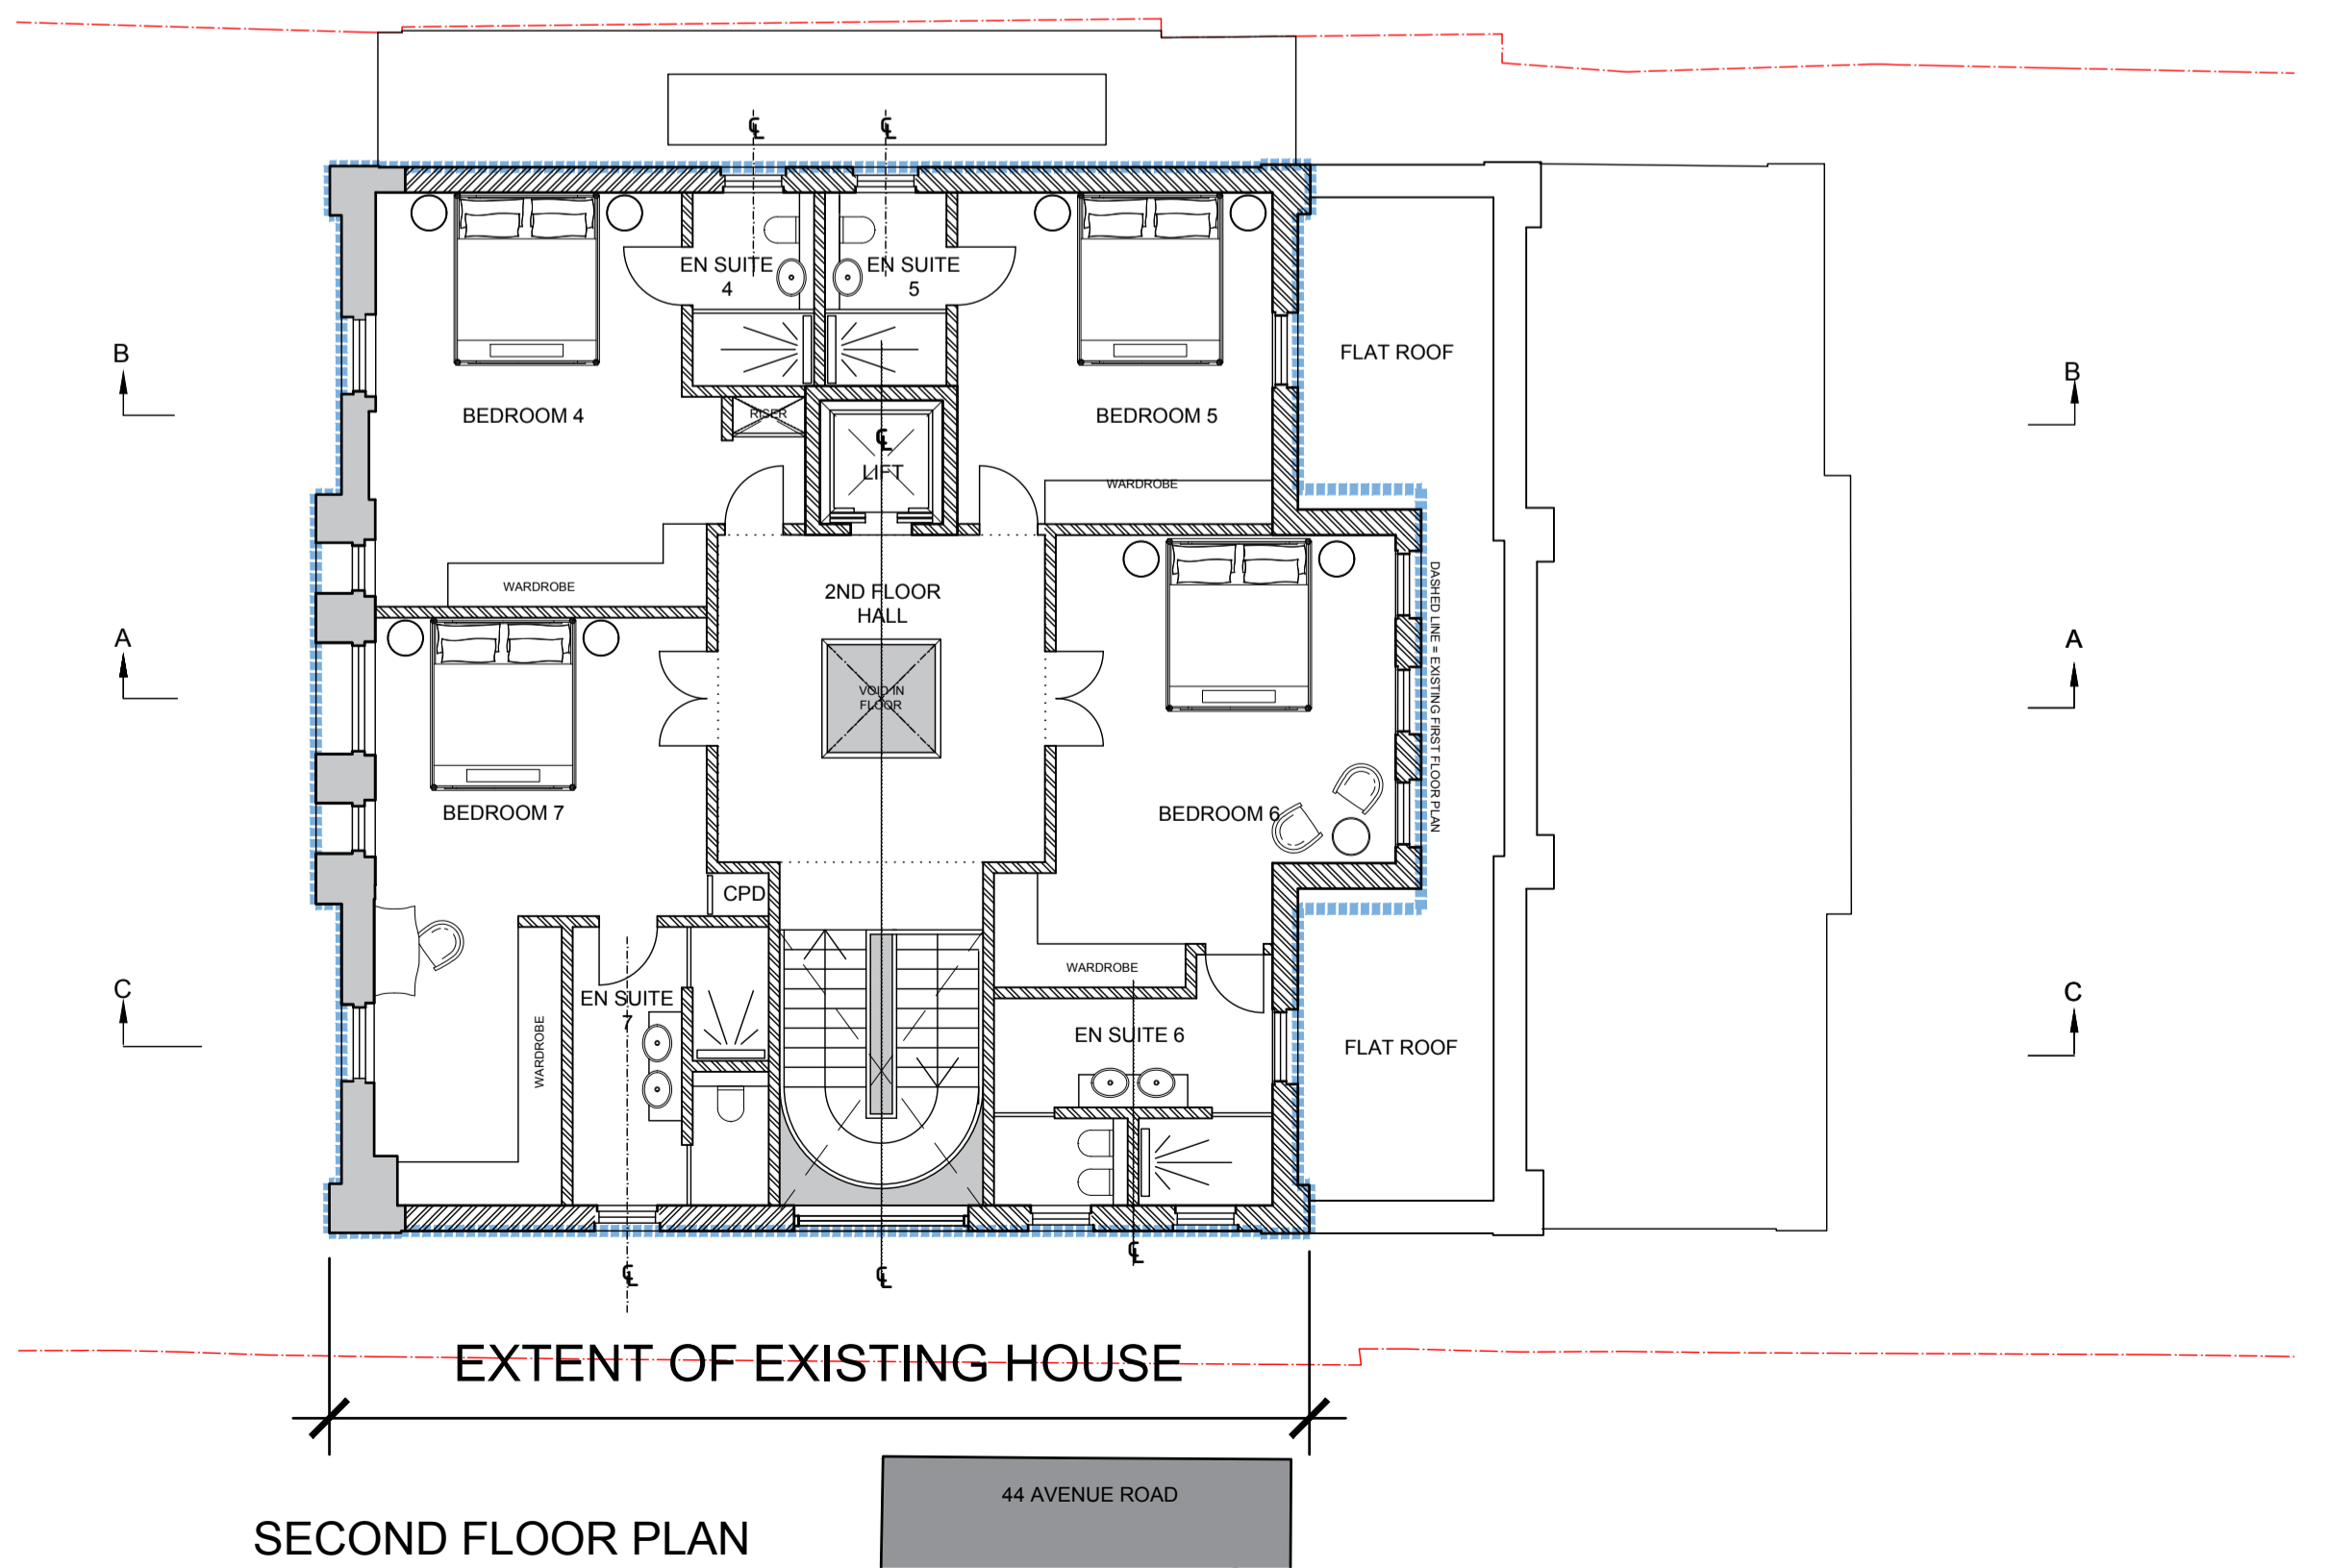 ℄ ℄
EN SUITE
4
EN SUITE
5
B
FLAT ROOF
B
BEDROOM 4
RISER
BEDROOM 5
℄
LIFT
WARDROBE
WARDROBE
2ND FLOOR
HALL
DASHED LINE = EXISTING FIRST FLOOR PLAN
A
A
VOID IN
FLOOR
BEDROOM 7
BEDROOM 6
CPD
WARDROBE
C
EN SUITE
7
C
WARDROBE
EN SUITE 6
FLAT ROOF
℄ ℄ ℄
EXTENT OF EXISTING HOUSE
44 AVENUE ROAD
SECOND FLOOR PLAN